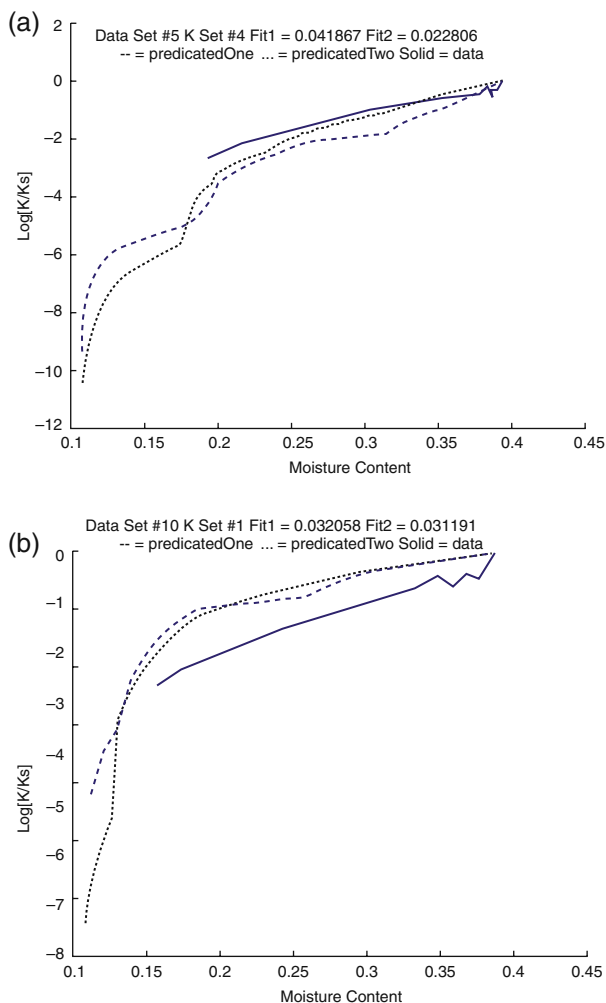 (a)
Data Set #5 K Set #4 Fit1 = 0.041867 Fit2 = 0.022806
-- = predicatedOne ... = predicatedTwo Solid = data
2
0
−2
−4
−6
−8
−10
−12
Log[K/Ks]
0.1 0.15 0.2 0.25 0.3 0.35 0.4 0.45
Moisture Content
(b)
Data Set #10 K Set #1 Fit1 = 0.032058 Fit2 = 0.031191
-- = predicatedOne ... = predicatedTwo Solid = data
0
−1
−2
−3
−4
−5
−6
−7
−8
Log[K/Ks]
0.1 0.15 0.2 0.25 0.3 0.35 0.4 0.45
Moisture Content